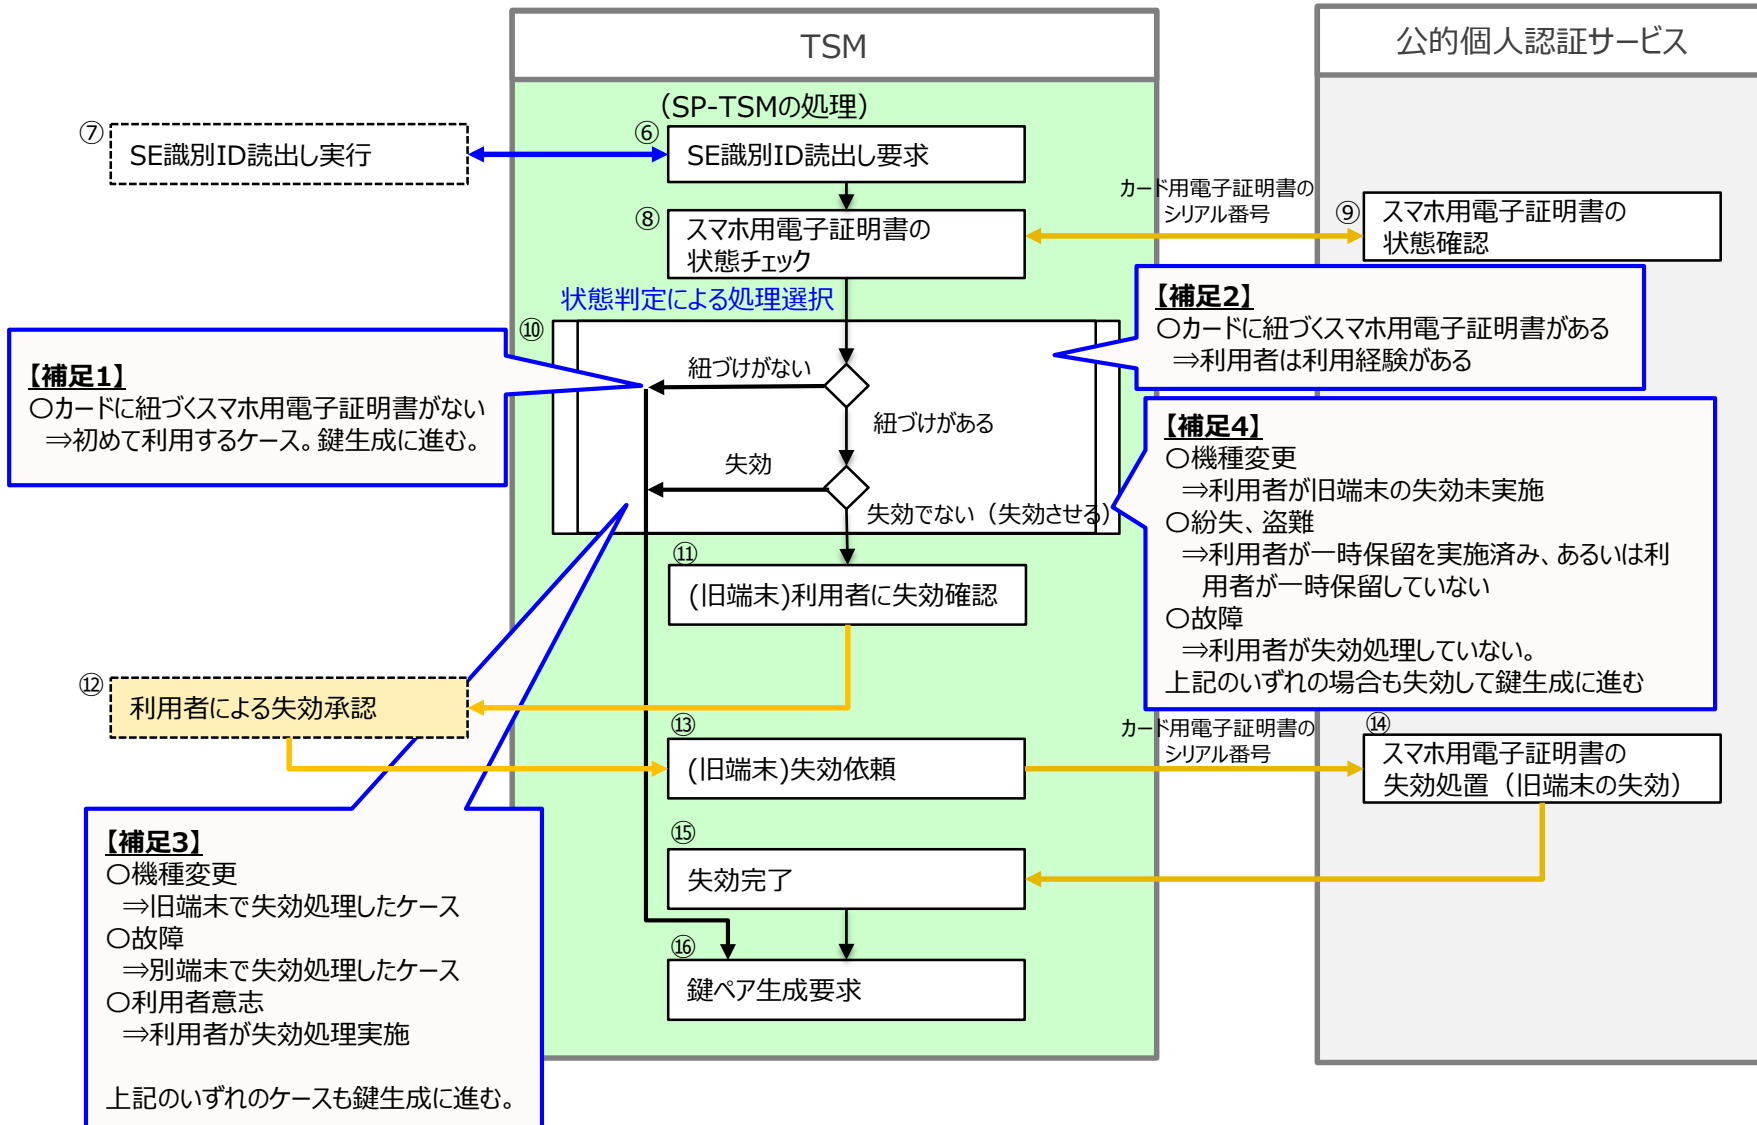 TSM
公的個人認証サービス
（SP-TSMの処理）
⑦
SE識別ID読出し実行
⑥
SE識別ID読出し要求
カード用電子証明書の
シリアル番号
⑧
スマホ用電子証明書の
状態チェック
⑨
スマホ用電子証明書の
状態確認
状態判定による処理選択
⑩
【補足2】
〇カードに紐づくスマホ用電子証明書がある
⇒利用者は利用経験がある
【補足1】
〇カードに紐づくスマホ用電子証明書がない
⇒初めて利用するケース。鍵生成に進む。
紐づけがない
紐づけがある
失効
失効でない（失効させる）
【補足4】
〇機種変更
⇒利用者が旧端末の失効未実施
〇紛失、盗難
⇒利用者が一時保留を実施済み、あるいは利
用者が一時保留していない
〇故障
⇒利用者が失効処理していない。
上記のいずれの場合も失効して鍵生成に進む
⑪
(旧端末)利用者に失効確認
⑫
利用者による失効承認
⑬
(旧端末)失効依頼
カード用電子証明書の
シリアル番号
⑭
スマホ用電子証明書の
失効処置（旧端末の失効）
⑮
失効完了
【補足3】
〇機種変更
⇒旧端末で失効処理したケース
〇故障
⇒別端末で失効処理したケース
〇利用者意志
⇒利用者が失効処理実施
上記のいずれのケースも鍵生成に進む。
⑯
鍵ペア生成要求